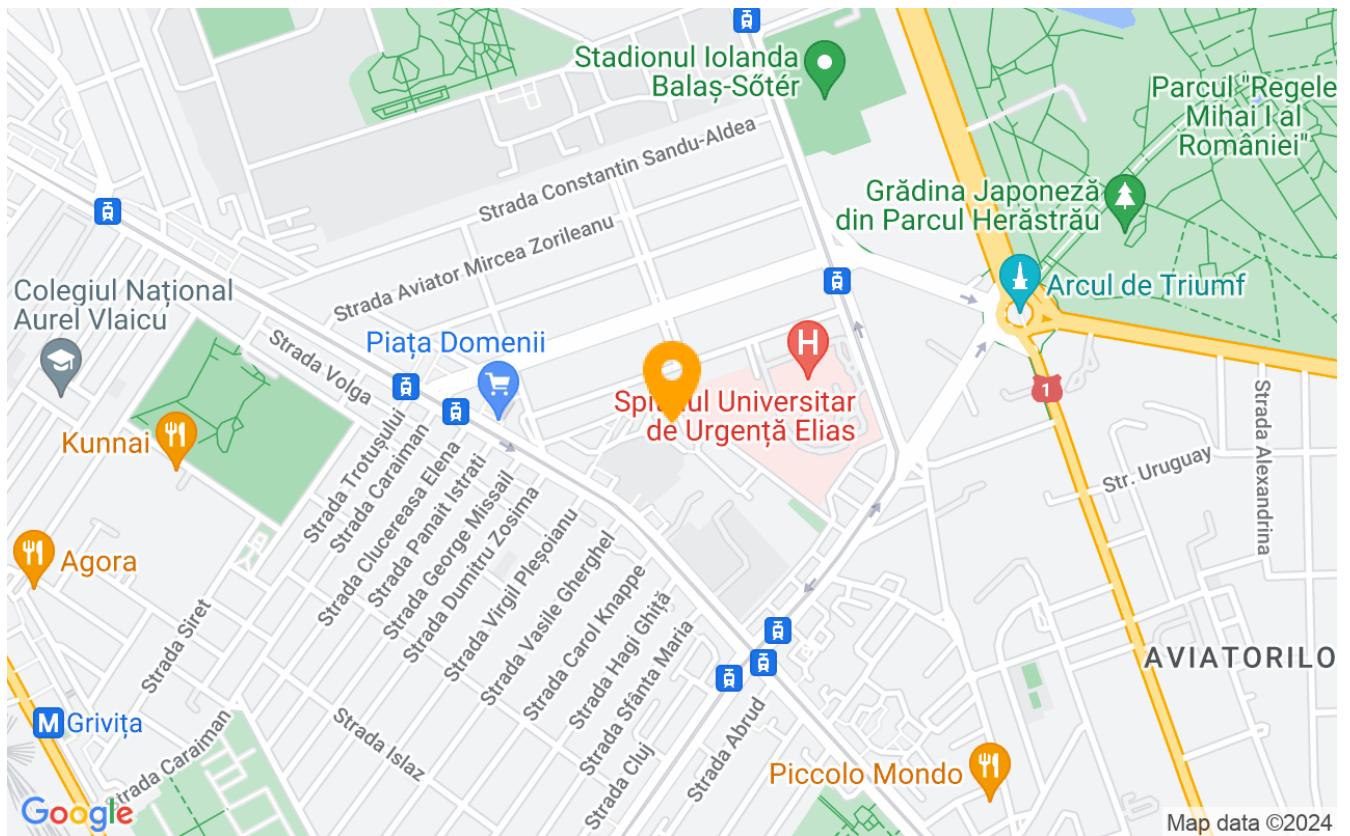 Stadionul Iolanda
Balaș-Sőtér
Parcul "Regele
Mihai I al
României"
Strada Constantin Sandu-Aldea
Grădina Japoneză
din Parcul Herăstrău
Strada Aviator Mircea Zorileanu
Colegiul Național
Aurel Vlaicu
Arcul de Triumf
H
Piața Domenii
Strada Volga
1
Spitalul Universitar
de Urgență Elias
Strada Alexandrina
Kunnai
Strada Trotușului
Strada Caraiman
Strada Clucereasa Elena
Strada Panait Istrati
Strada George Missail
Strada Dumitru Zosima
Strada Virgil Pleșoianu
Strada Vasile Gherghel
Strada Carol Knappe
Strada Hagi Ghiță
Strada Sfânta Maria
Str. Uruguay
Agora
Strada Siret
AVIATORILO
M Grivița
Strada Caraiman
Strada Islaz
Strada Cluj
Strada Abrud
Piccolo Mondo
Google
Map data ©2024